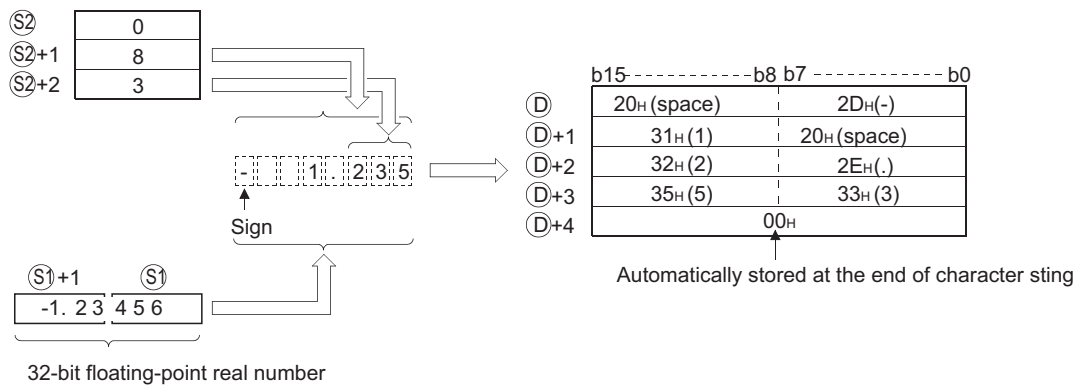 S2 0
S2+1 8
S2+2 3
- 1 . 2 3 5
Sign
S1+1 S1
-1. 2 3 4 5 6
32-bit floating-point real number
b15 b8 b7 b0
D 20H (space) 2DH (-)
D+1 31H (1) 20H (space)
D+2 32H (2) 2EH (.)
D+3 35H (5) 33H (3)
D+4 00H
Automatically stored at the end of character sting